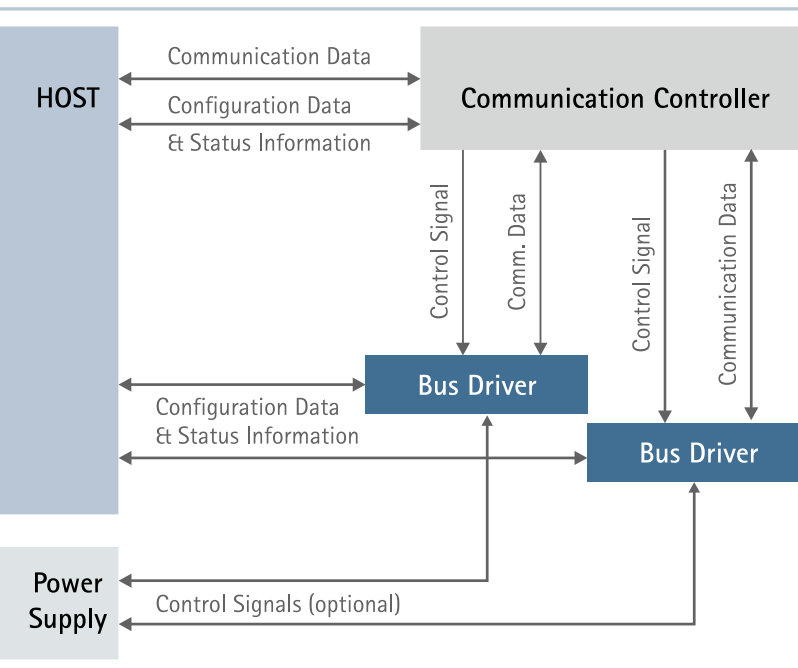 Communication Data
HOST
Configuration Data
& Status Information
Communication Controller
Control Signal
Comm. Data
Control Signal
Communication Data
Bus Driver
Configuration Data
& Status Information
Bus Driver
Power
Supply
Control Signals (optional)